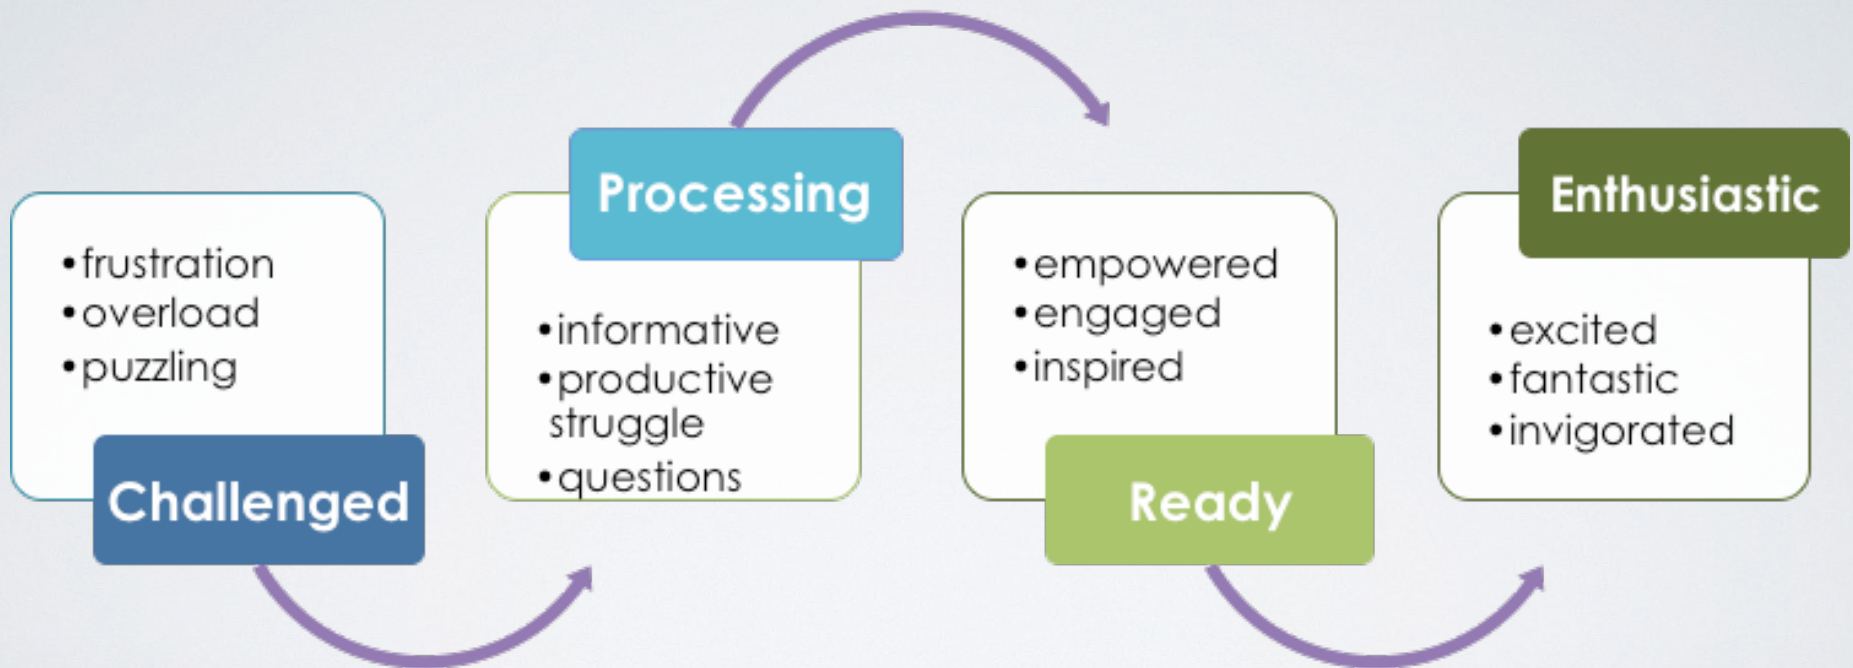 •frustration
•overload
•puzzling
Challenged
Processing
•informative
•productive
struggle
•questions
•empowered
•engaged
•inspired
Ready
Enthusiastic
•excited
•fantastic
•invigorated